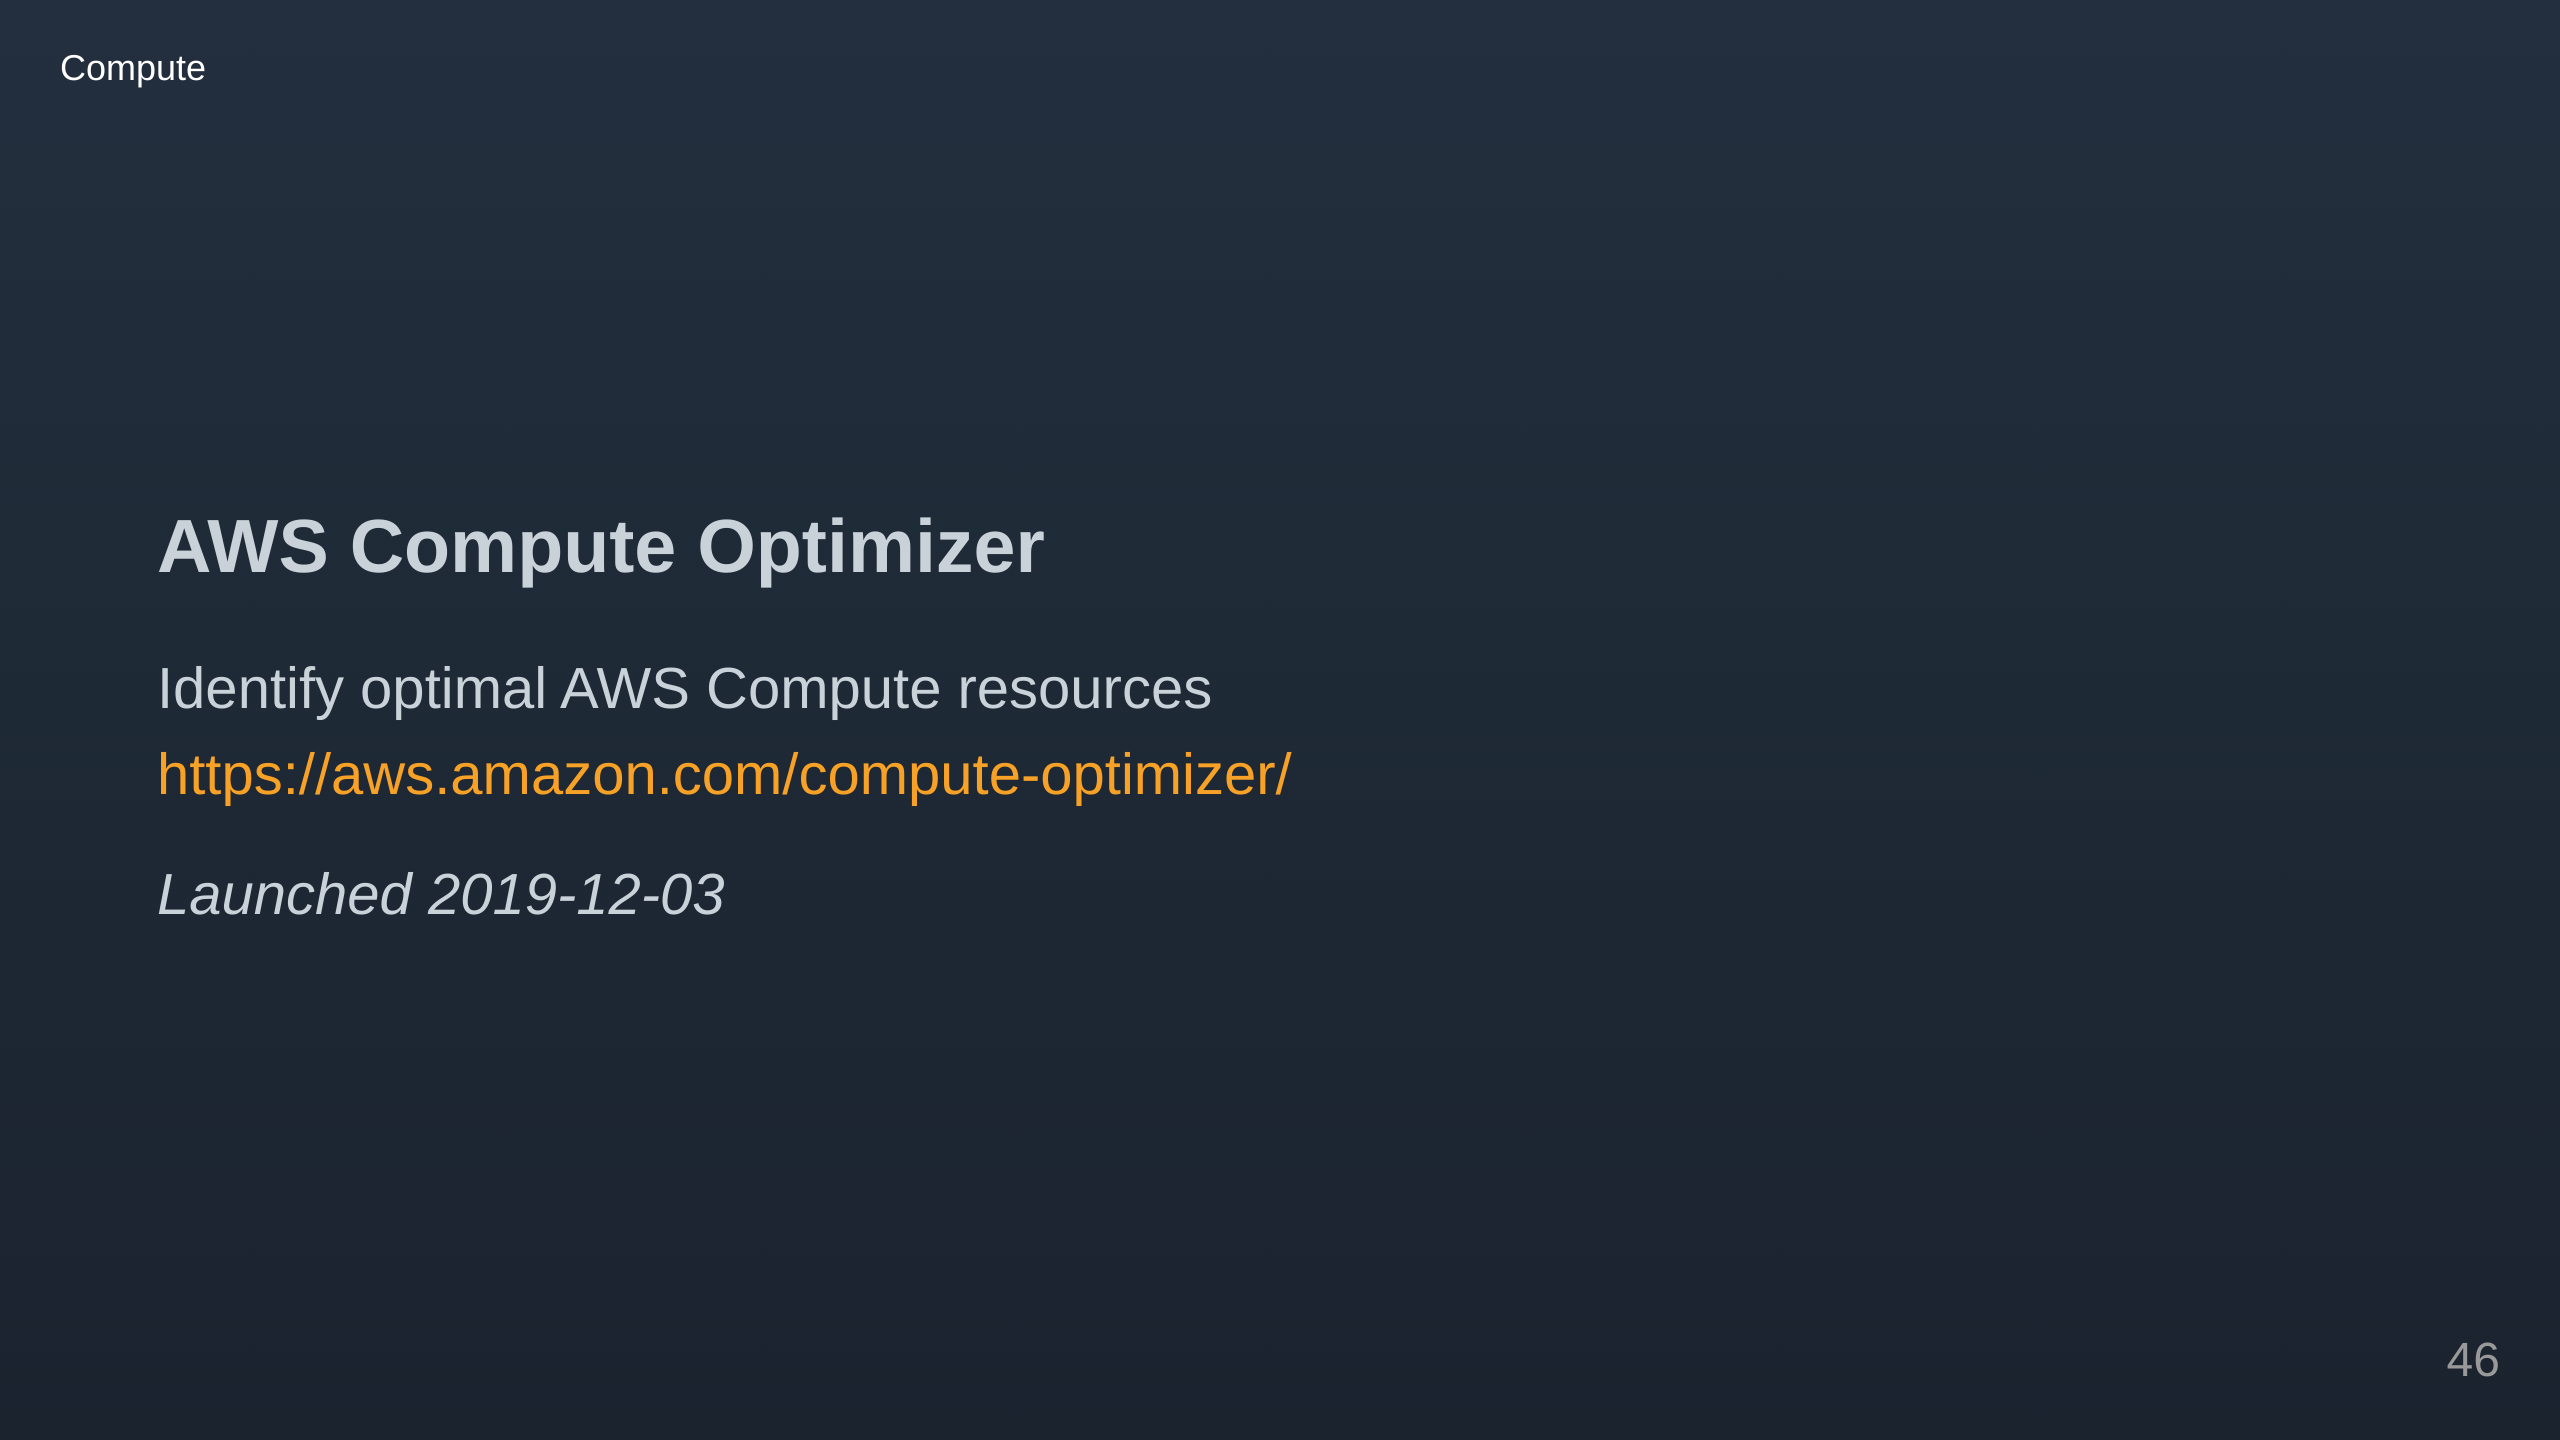 Compute
AWS Compute Optimizer
Identify optimal AWS Compute resources
https://aws.amazon.com/compute-optimizer/
Launched 2019-12-03
46